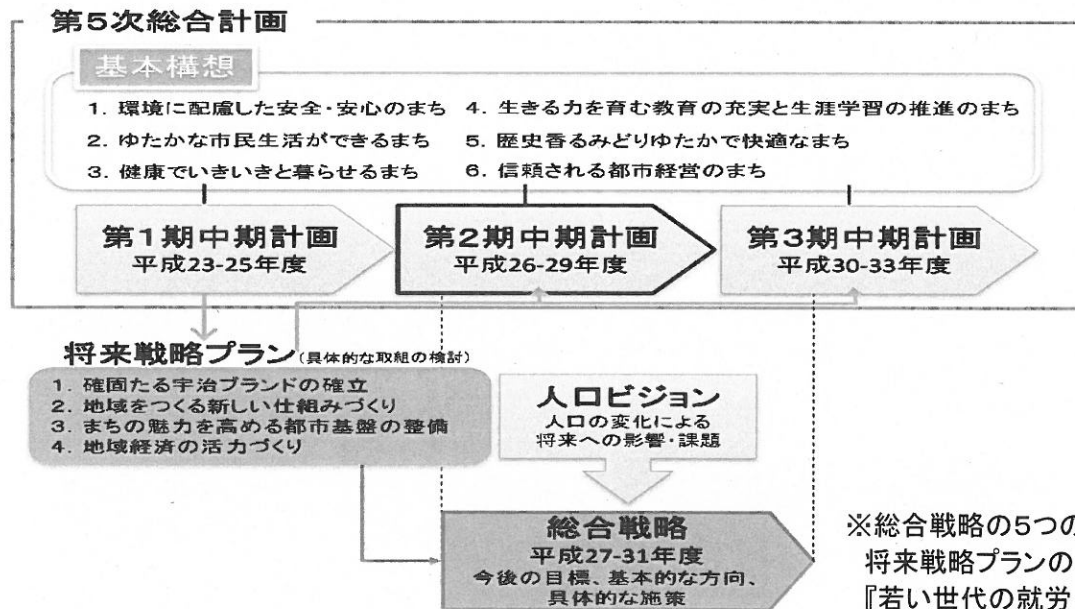 第5次総合計画
基本構想
1. 環境に配慮した安全・安心のまち
2. ゆたかな市民生活ができるまち
3. 健康でいきいきと暮らせるまち
4. 生きる力を育む教育の充実と生涯学習の推進のまち
5. 歴史香るみどりゆたかで快適なまち
6. 信頼される都市経営のまち
第1期中期計画
平成23-25年度
第2期中期計画
平成26-29年度
第3期中期計画
平成30-33年度
将来戦略プラン(具体的な取組の検討)
1. 確固たる宇治ブランドの確立
2. 地域をつくる新しい仕組みづくり
3. まちの魅力を高める都市基盤の整備
4. 地域経済の活力づくり
人口ビジョン
人口の変化による
将来への影響・課題
総合戦略
平成27-31年度
今後の目標、基本的な方向、
具体的な施策
※総合戦略の5つの
将来戦略プランの
『若い世代の就労